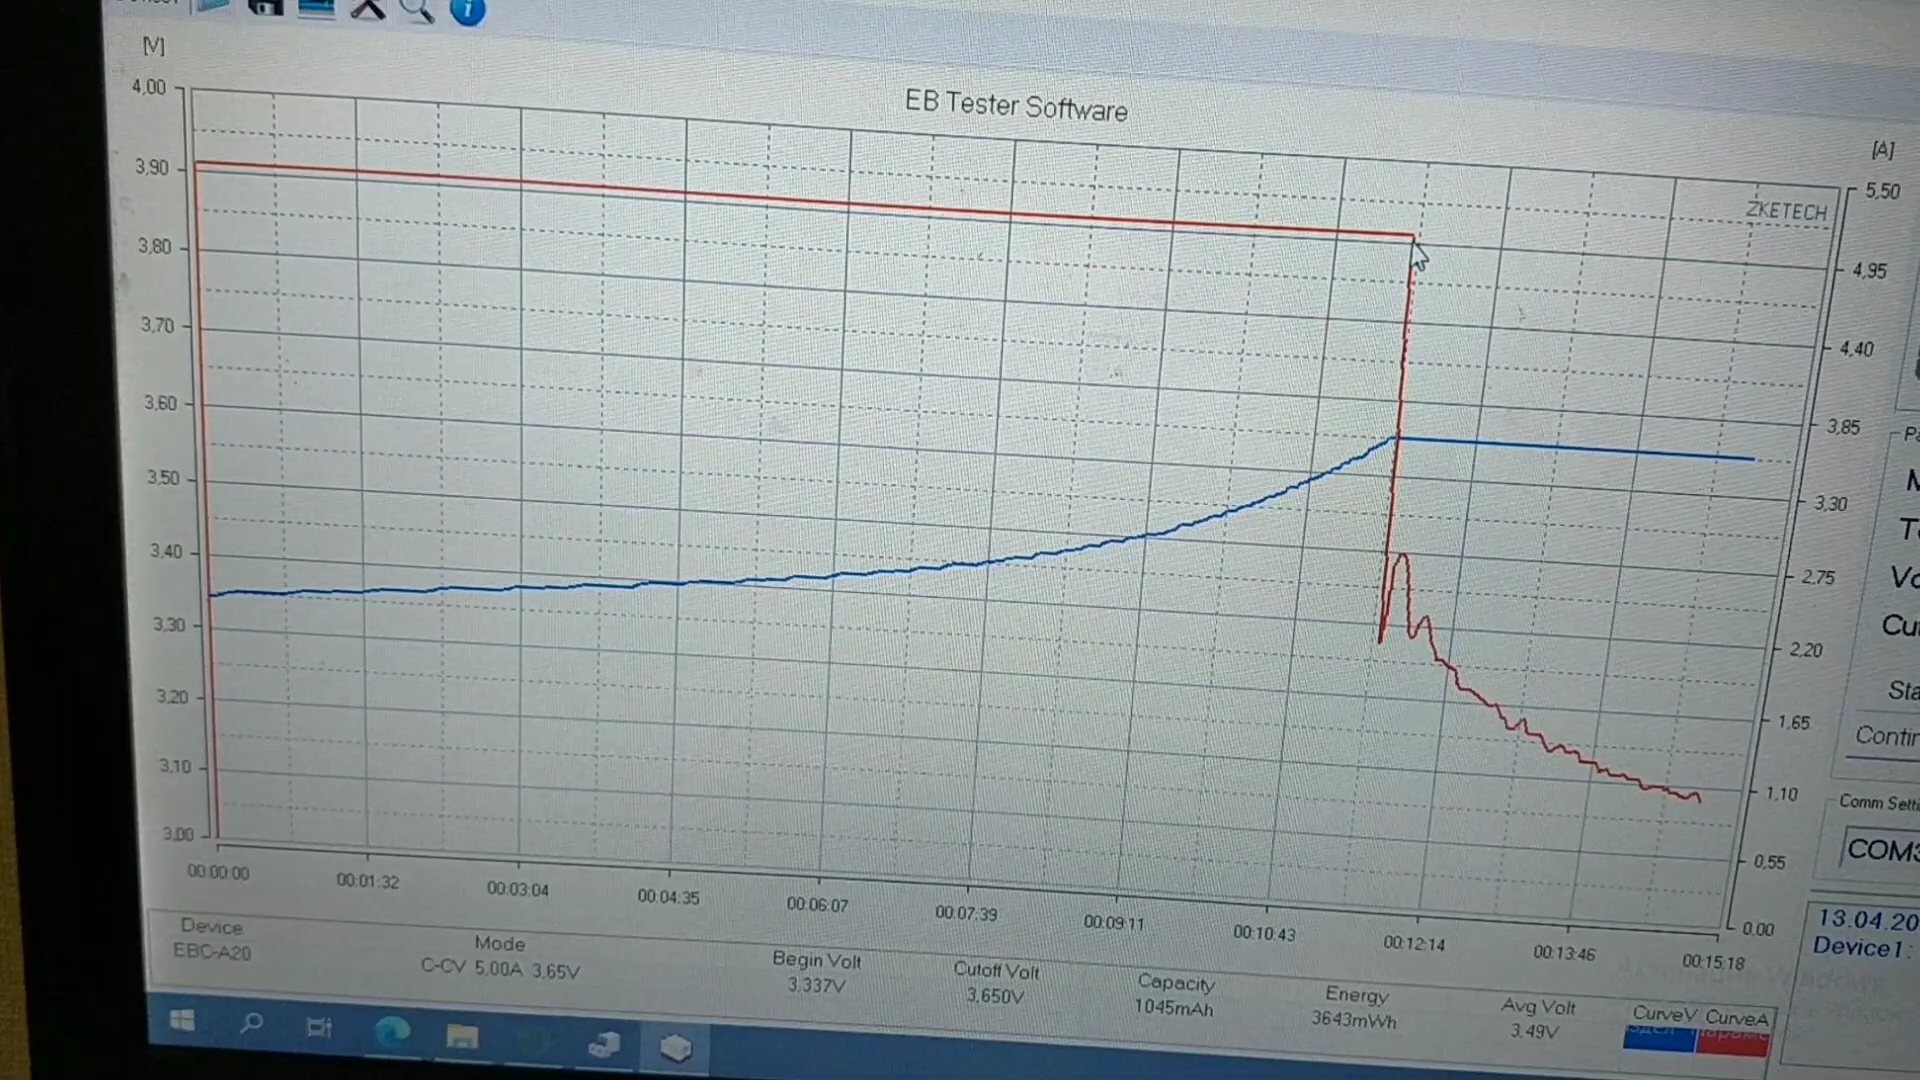 [V]
EB Tester Software
[A]
4,00
3,90
3,80
3,70
3,60
3,50
3,40
3,30
3,20
3,10
3,00
ZKETECH
5,50
4,95
4,40
3,85
3,30
2,75
2,20
1,65
1,10
0,55
0,00
00:00:00
00:01:32
00:03:04
00:04:35
00:06:07
00:07:39
00:09:11
00:10:43
00:12:14
00:13:46
00:15:18
Device
EBC-A20
Mode
C-CV 5,00A 3,65V
Begin Volt
3,337V
Cutoff Volt
3,650V
Capacity
1045mAh
Energy
3643mWh
Avg Volt
3.49V
CurveV CurveA
Comm Setti
COM3
13.04.20
Device1: